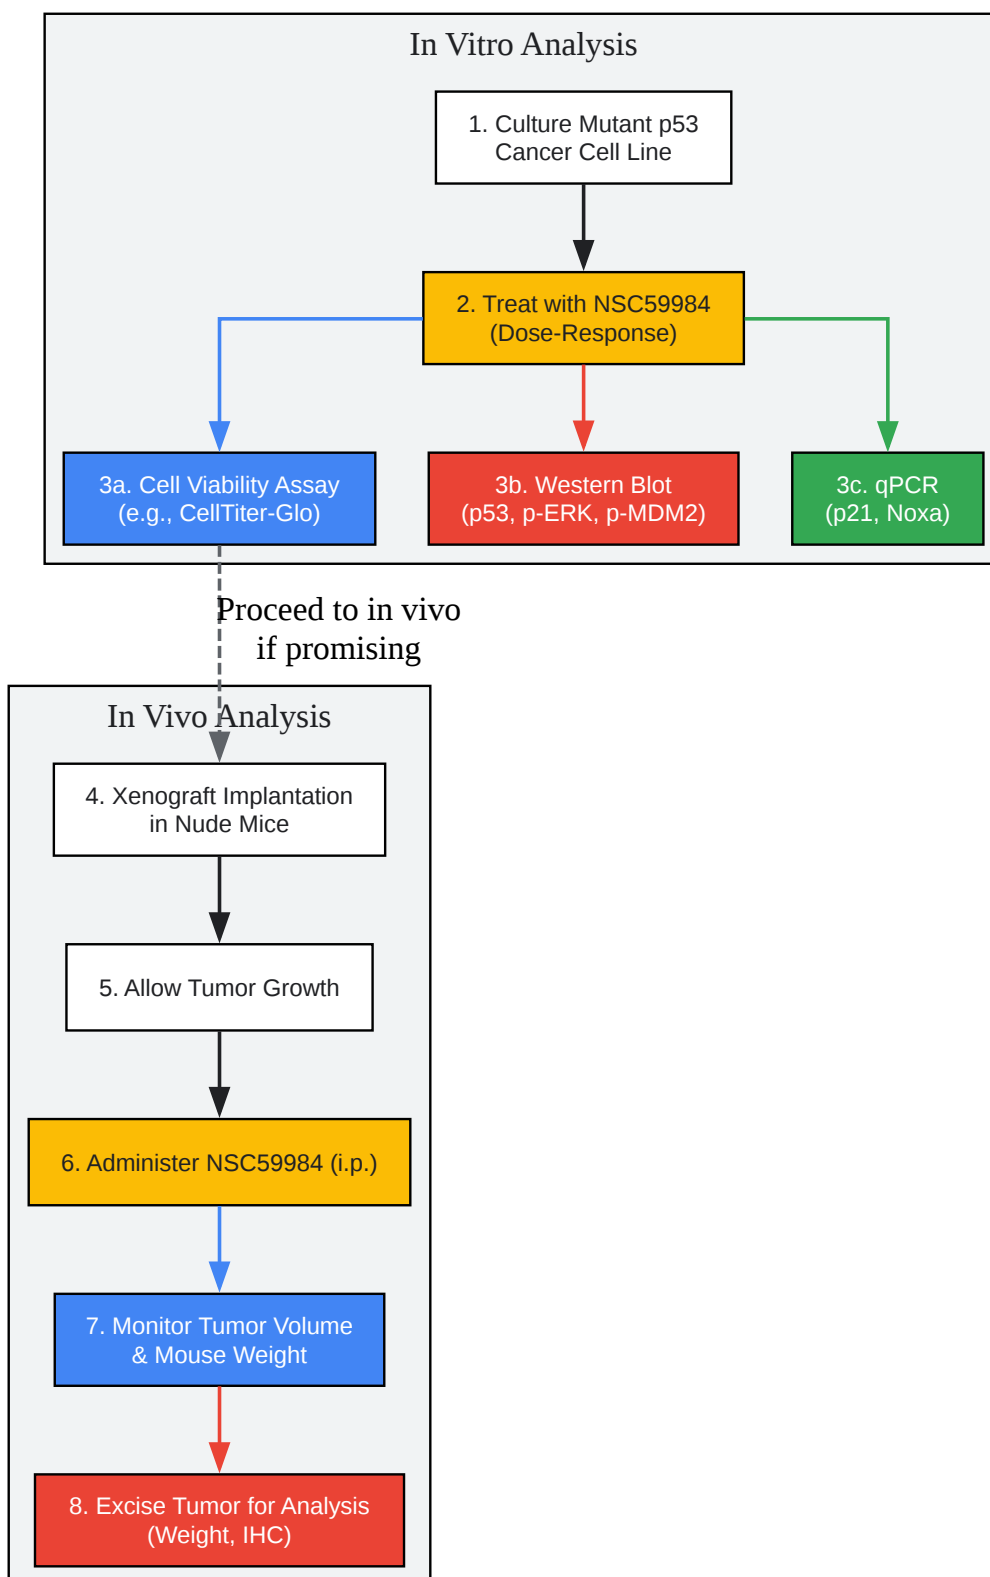 In Vitro Analysis
1. Culture Mutant p53
Cancer Cell Line
2. Treat with NSC59984
(Dose-Response)
3a. Cell Viability Assay
(e.g., CellTiter-Glo)
3b. Western Blot
(p53, p-ERK, p-MDM2)
3c. qPCR
(p21, Noxa)
Proceed to in vivo
if promising
In Vivo Analysis
4. Xenograft Implantation
in Nude Mice
5. Allow Tumor Growth
6. Administer NSC59984 (i.p.)
7. Monitor Tumor Volume
& Mouse Weight
8. Excise Tumor for Analysis
(Weight, IHC)